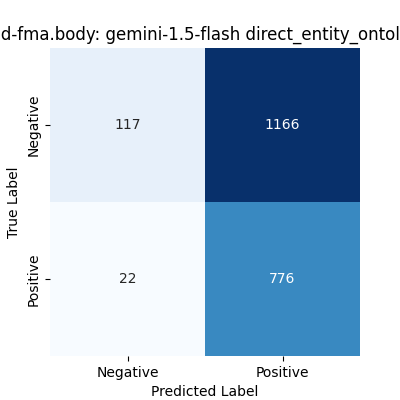 d-fma.body: gemini-1.5-flash direct_entity_ontol
True Label
Negative
117
1166
Positive
22
776
Negative
Positive
Predicted Label